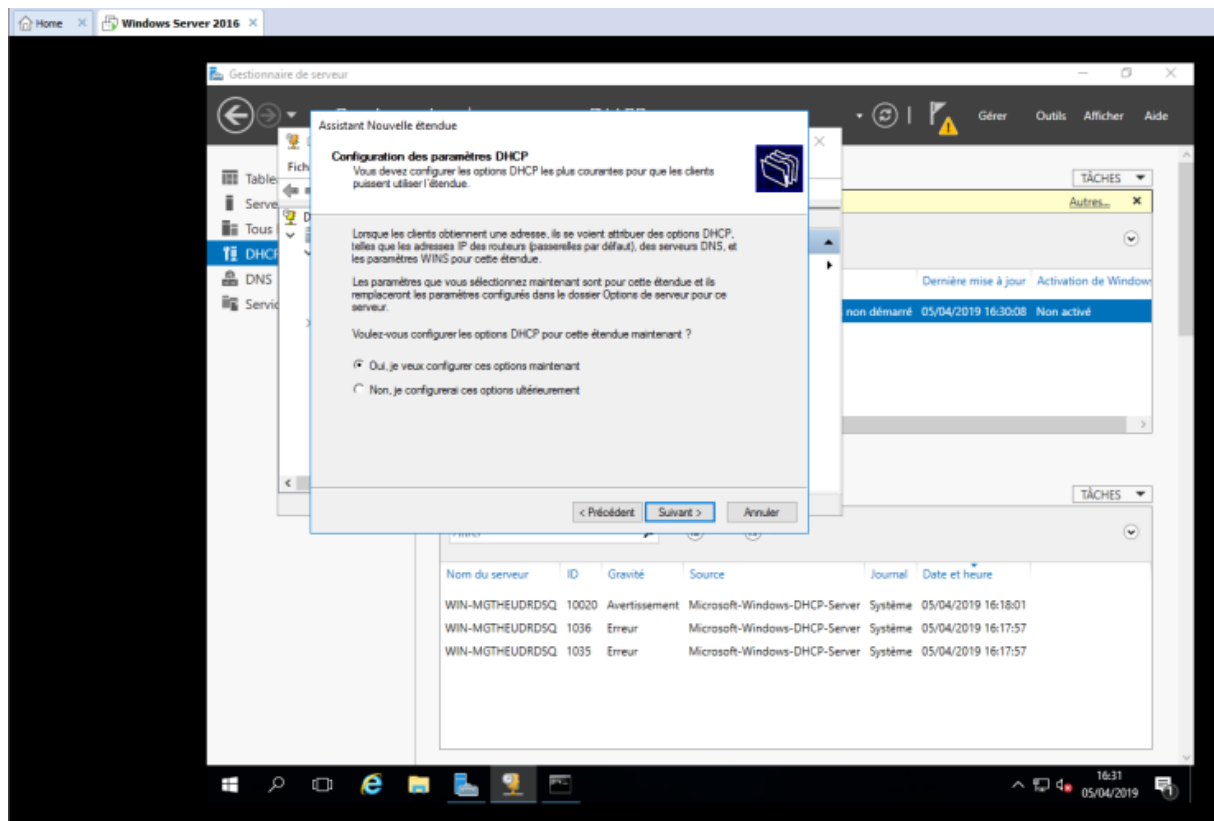 Home
Windows Server 2016
Gestionnaire de serveur
Gérer Outils Afficher Aide
Assistant Nouvelle étendue
Configuration des paramètres DHCP
Vous devez configurer les options DHCP les plus courantes pour que les clients
puissent utiliser l'étendue.
Fich
Table
Serve
Tous
DHCP
DNS
Servic
D
TÂCHES
Autres...
Lorsque les clients obtiennent une adresse, ils se voient attribuer des options DHCP,
telles que les adresses IP des routeurs (passerelles par défaut), des serveurs DNS, et
les paramètres WINS pour cette étendue.
Les paramètres que vous sélectionnez maintenant sont pour cette étendue et ils
remplaceront les paramètres configurés dans le dossier Options de serveur pour ce
serveur.
Voulez-vous configurer les options DHCP pour cette étendue maintenant ?
Oui, je veux configurer ces options maintenant
Non, je configurerai ces options ultérieurement
< Précédent Suivant > Annuler
Dernière mise à jour Activation de Window
non démarré 05/04/2019 16:30:08 Non activé
TÂCHES
Nom du serveur ID Gravité Source Journal Date et heure
WIN-MGTHEUDRDSQ 10020 Avertissement Microsoft-Windows-DHCP-Server Système 05/04/2019 16:18:01
WIN-MGTHEUDRDSQ 1036 Erreur Microsoft-Windows-DHCP-Server Système 05/04/2019 16:17:57
WIN-MGTHEUDRDSQ 1035 Erreur Microsoft-Windows-DHCP-Server Système 05/04/2019 16:17:57
16:31
05/04/2019